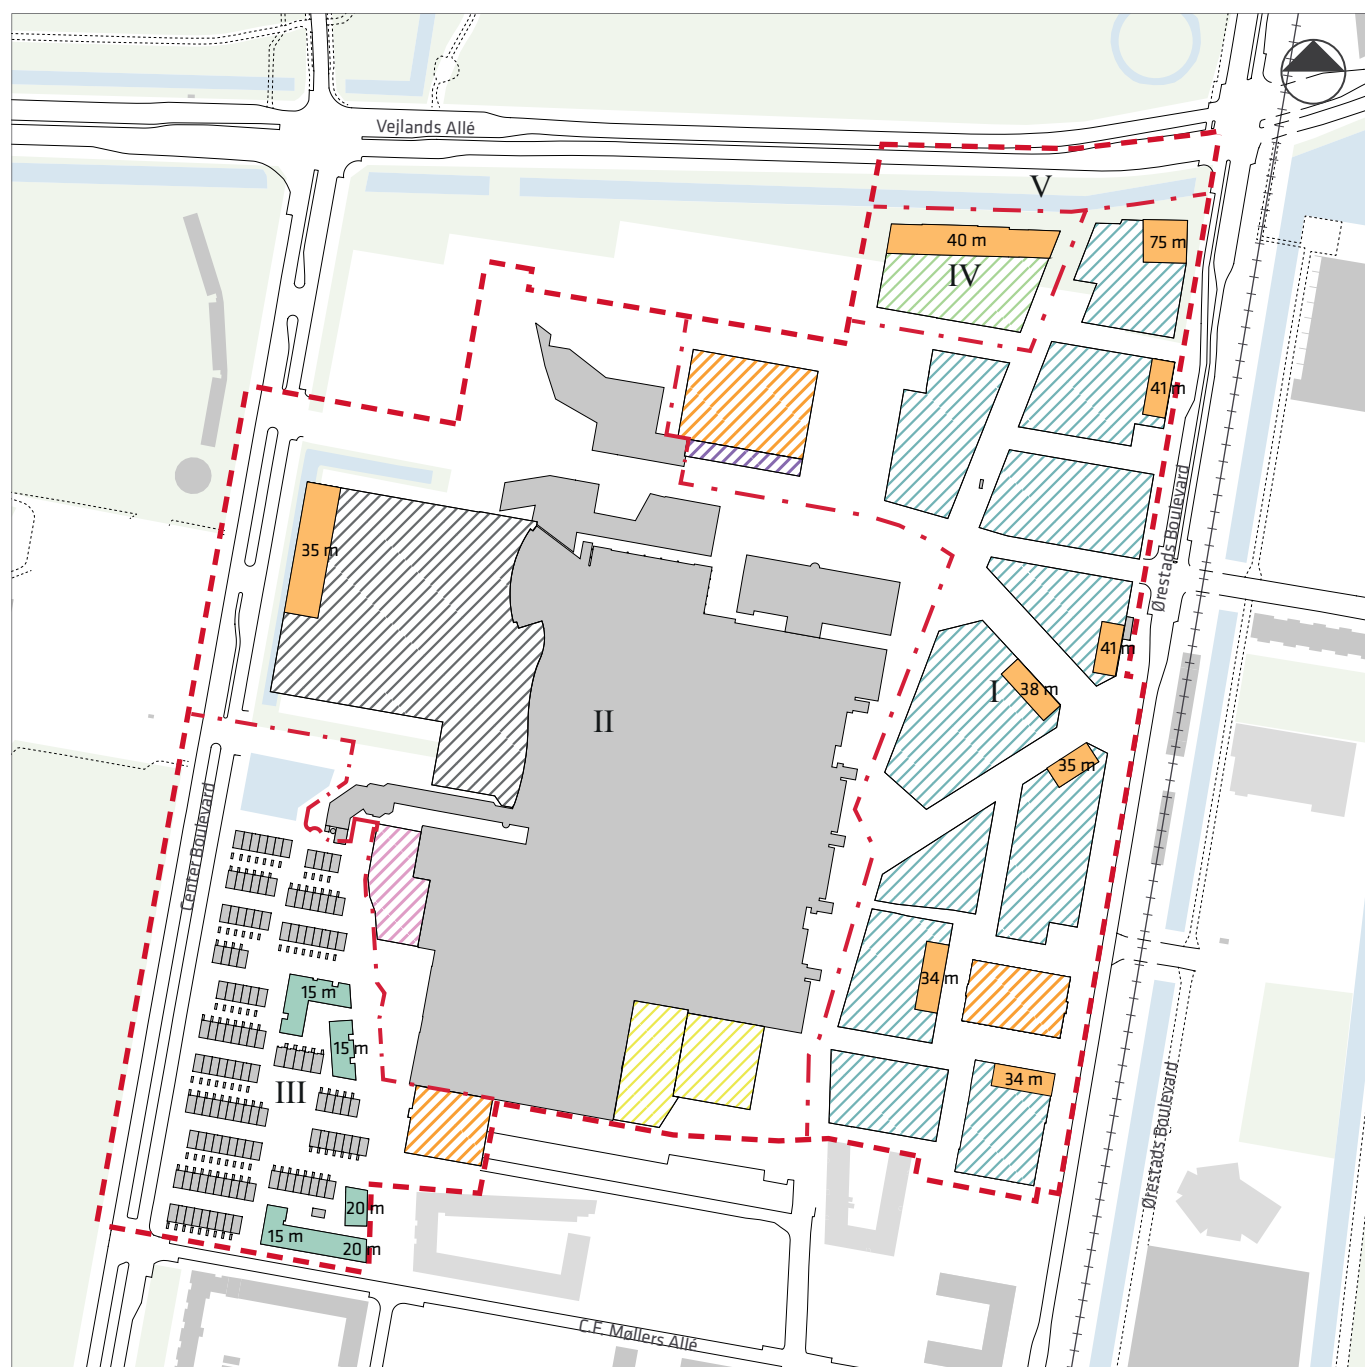 Vejlands Allé
V
40 m
75 m
IV
41 m
Ørestads Boulevard
35 m
41 m
I
38 m
II
35 m
Center Boulevard
34 m
15 m
15 m
34 m
III
Ørestads Boulevard
20 m
15 m
20 m
C.F. Møllers Allé